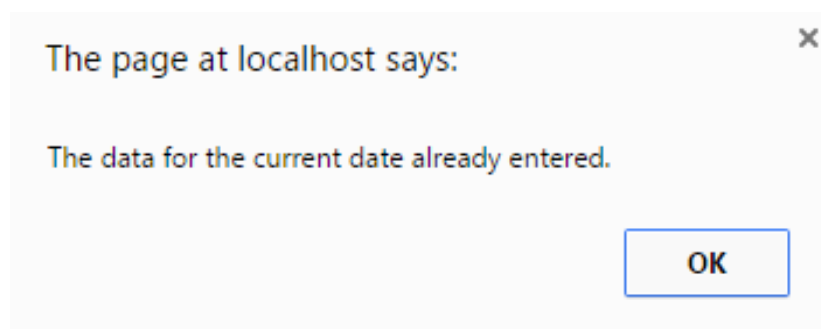 The page at localhost says:
The data for the current date already entered.
OK